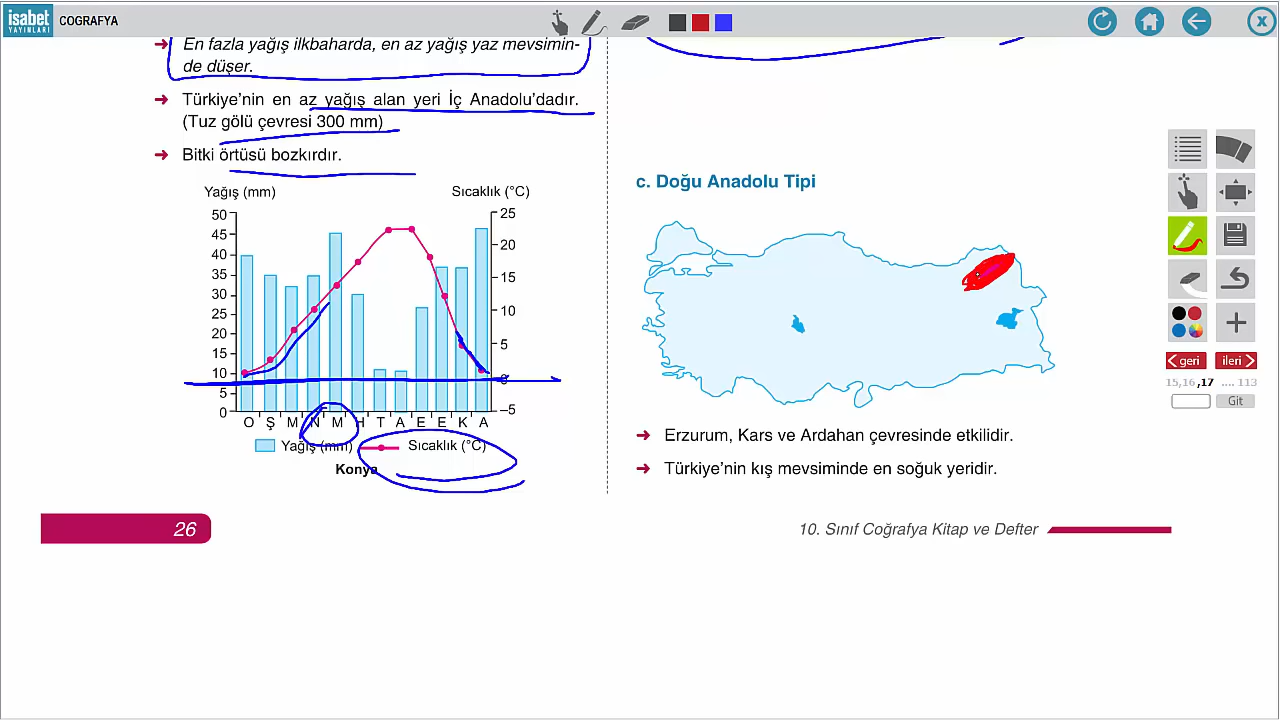 isabet
YAYINLARI
COGRAFYA
En fazla yağış ilkbaharda, en az yağış yaz mevsimin-
de düşer.
Türkiye'nin en az yağış alan yeri İç Anadolu'dadır.
(Tuz gölü çevresi 300 mm)
Bitki örtüsü bozkırdır.
Yağış (mm)
Sıcaklık (°C)
50
45
40
35
30
25
20
15
10
5
0
25
20
15
10
5
0
–5
O Ş M N M H T A E E K A
Yağış (mm) Sıcaklık (°C)
Konya
26
c. Doğu Anadolu Tipi
Erzurum, Kars ve Ardahan çevresinde etkilidir.
Türkiye'nin kış mevsiminde en soğuk yeridir.
10. Sınıf Coğrafya Kitap ve Defter
geri ileri
15,16,17 .... 113
Git